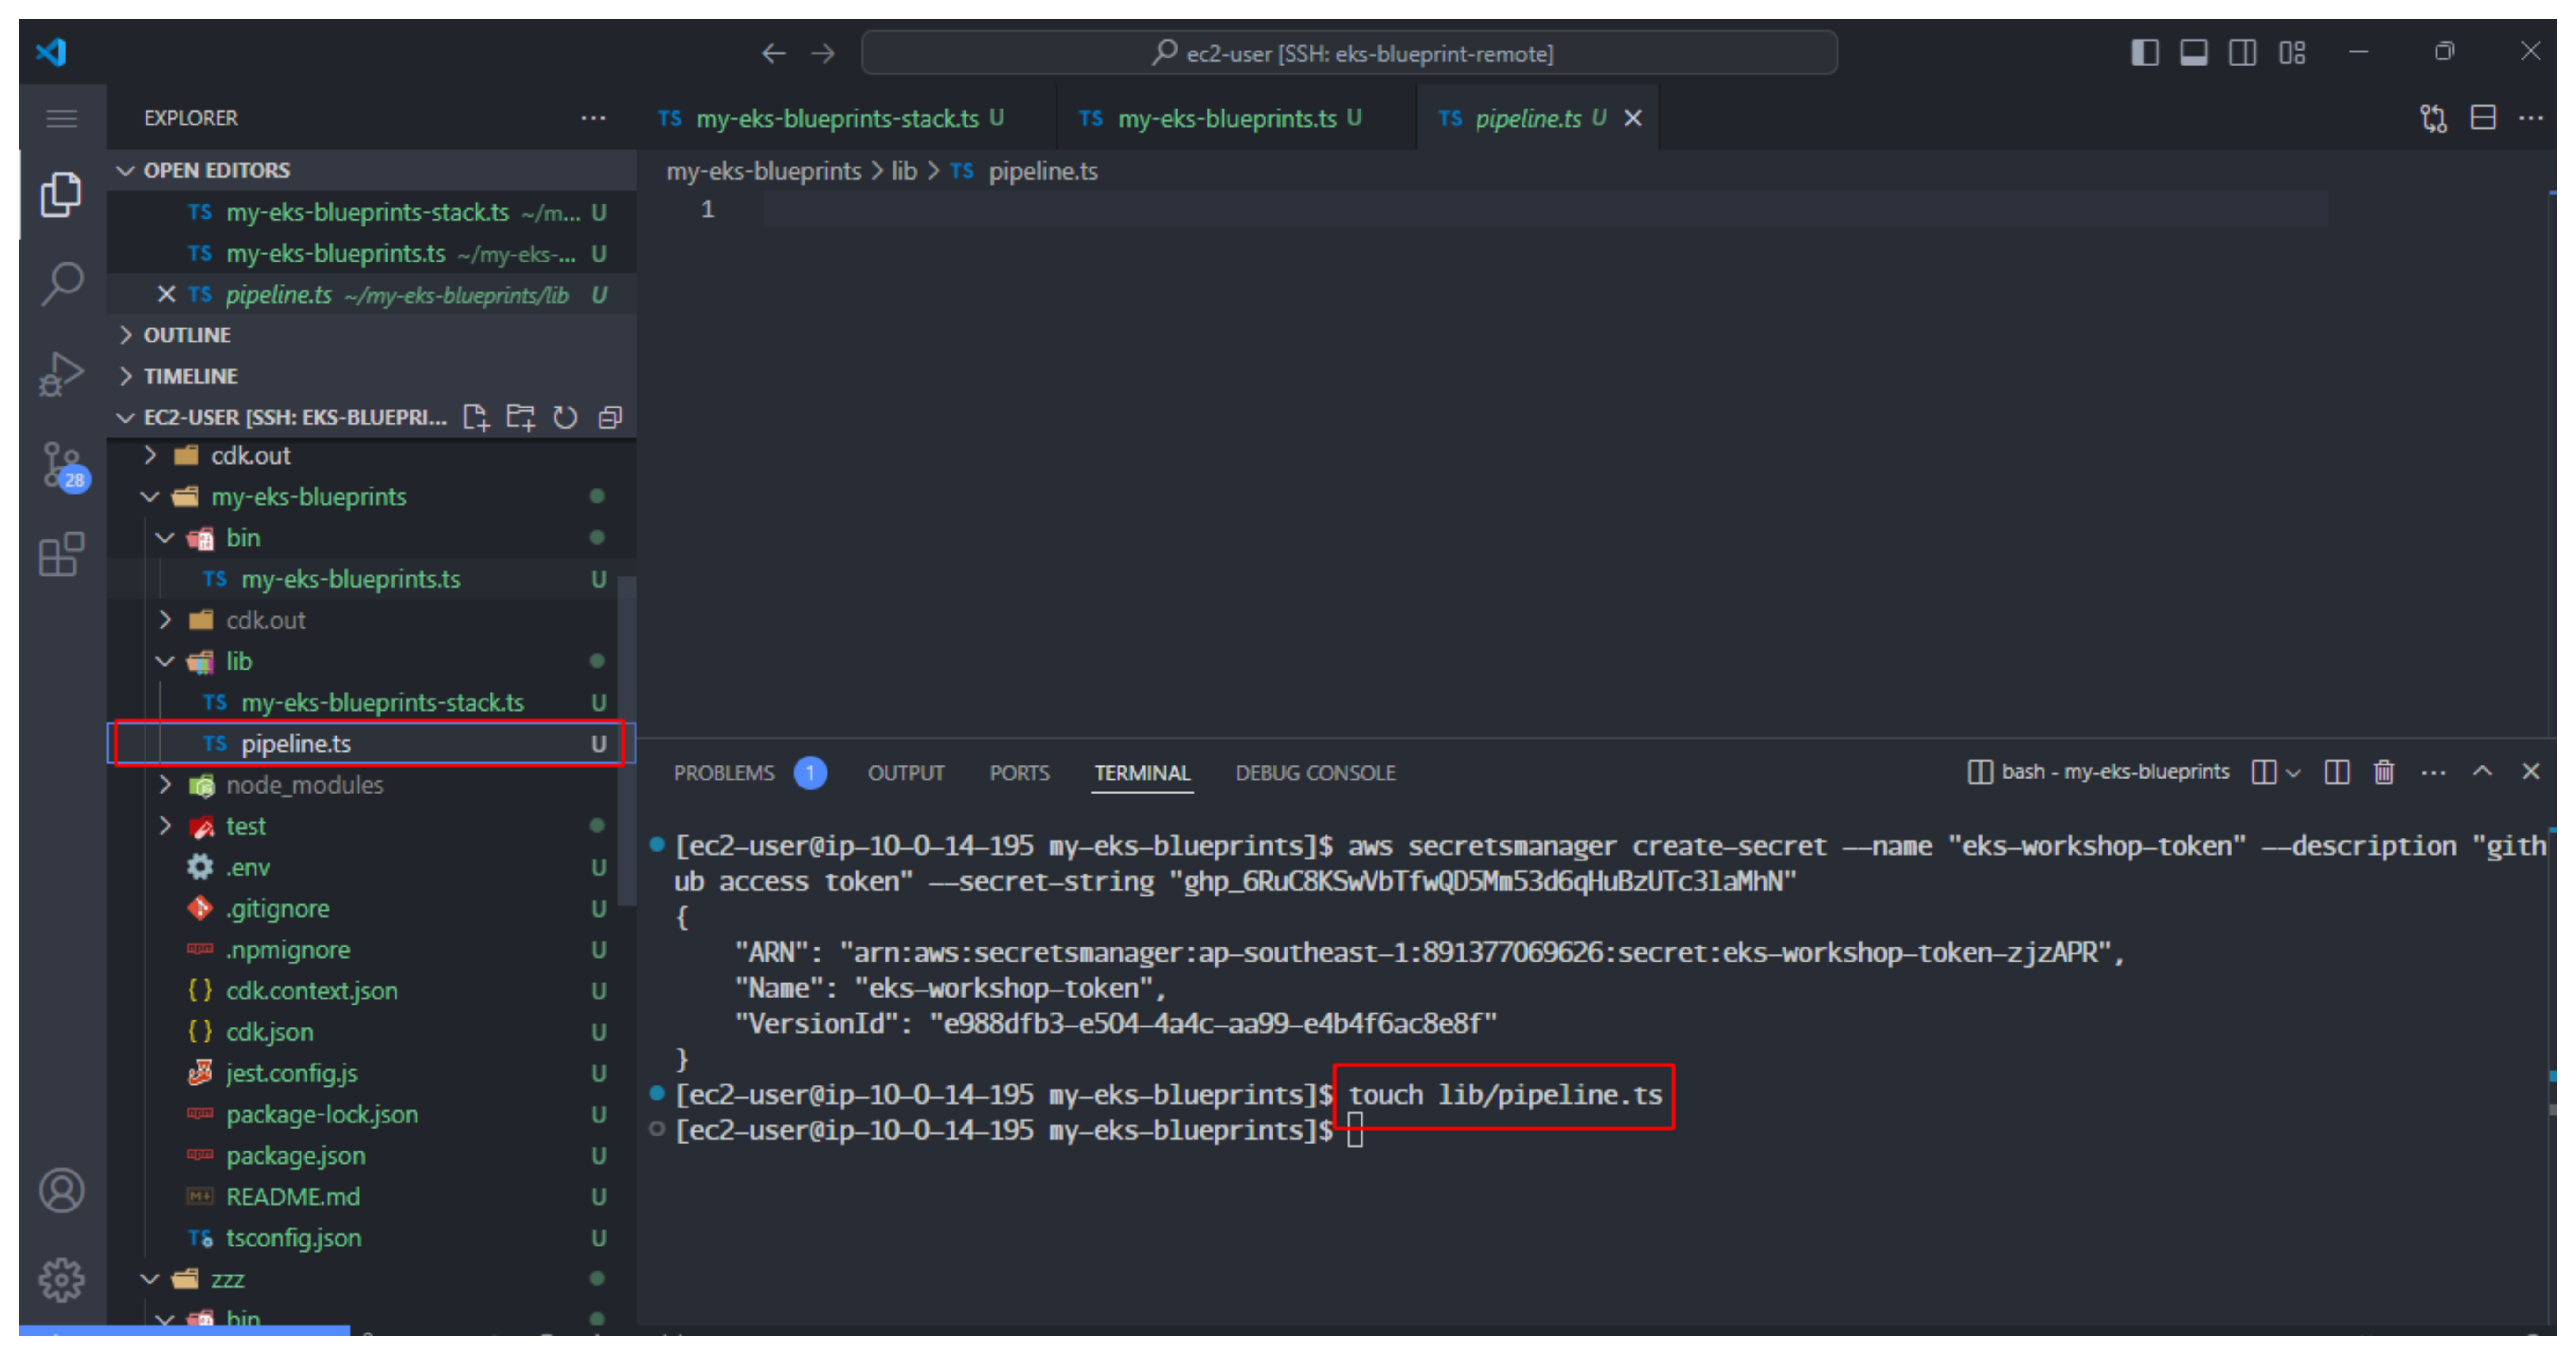 ec2-user [SSH: eks-blueprint-remote]
EXPLORER
TS my-eks-blueprints-stack.ts U
TS my-eks-blueprints.ts U
TS pipeline.ts U
OPEN EDITORS
TS my-eks-blueprints-stack.ts ~/m... U
TS my-eks-blueprints.ts ~/my-eks-... U
TS pipeline.ts ~/my-eks-blueprints/lib U
OUTLINE
TIMELINE
EC2-USER [SSH: EKS-BLUEPRI...
cdk.out
my-eks-blueprints
bin
TS my-eks-blueprints.ts U
cdk.out
lib
TS my-eks-blueprints-stack.ts U
TS pipeline.ts U
node_modules
test
.env U
.gitignore U
.npmignore U
{ } cdk.context.json U
{ } cdk.json U
jest.config.js U
package-lock.json U
package.json U
README.md U
TS tsconfig.json U
zzz
bin
28
my-eks-blueprints > lib > TS pipeline.ts
1
PROBLEMS 1 OUTPUT PORTS TERMINAL DEBUG CONSOLE
bash - my-eks-blueprints
[ec2-user@ip-10-0-14-195 my-eks-blueprints]$ aws secretsmanager create-secret --name "eks-workshop-token" --description "gith
ub access token" --secret-string "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"
{
"ARN": "arn:aws:secretsmanager:ap-southeast-1:891377069626:secret:eks-workshop-token-zjzAPR",
"Name": "eks-workshop-token",
"VersionId": "e988dfb3-e504-4a4c-aa99-e4b4f6ac8e8f"
}
[ec2-user@ip-10-0-14-195 my-eks-blueprints]$ touch lib/pipeline.ts
[ec2-user@ip-10-0-14-195 my-eks-blueprints]$